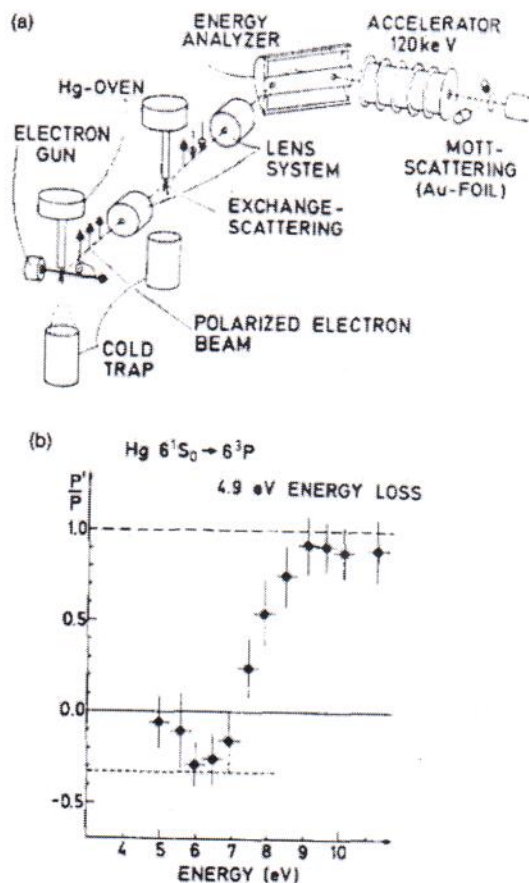 (a)
ENERGY
ANALYZER
ACCELERATOR
120 keV
Hg-OVEN
ELECTRON
GUN
LENS
SYSTEM
MOTT-
SCATTERING
(Au-FOIL)
EXCHANGE-
SCATTERING
POLARIZED ELECTRON
BEAM
COLD
TRAP
(b)
Hg 6¹S₀ → 6³P
P'/P
4.9 eV ENERGY LOSS
1.0
0.5
0.0
-0.5
4 5 6 7 8 9 10
ENERGY (eV)